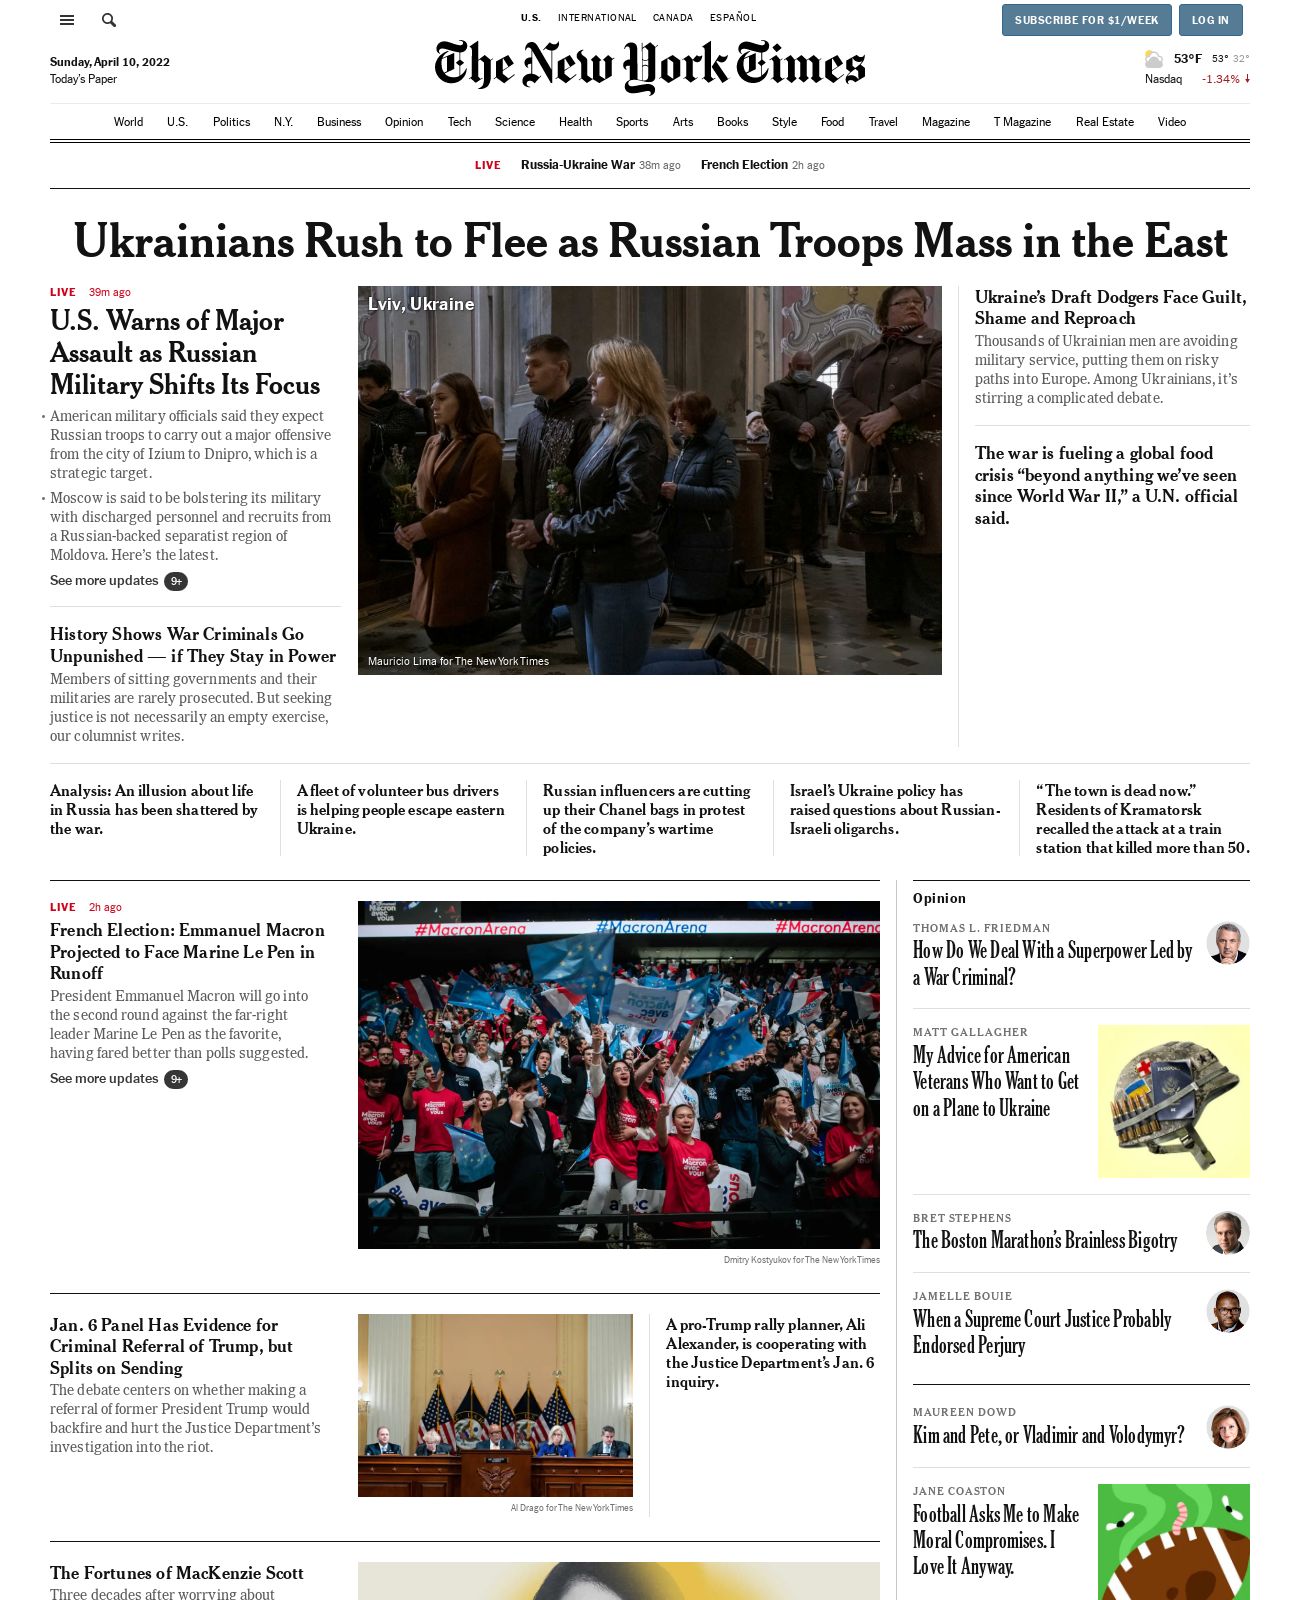 U.S. INTERNATIONAL CANADA ESPAÑOL
SUBSCRIBE FOR $1/WEEK
LOG IN
Sunday, April 10, 2022
Today's Paper
The New York Times
53°F 53° 32°
Nasdaq -1.34%
World U.S. Politics N.Y. Business Opinion Tech Science Health Sports Arts Books Style Food Travel Magazine T Magazine Real Estate Video
LIVE Russia-Ukraine War 38m ago French Election 2h ago
Ukrainians Rush to Flee as Russian Troops Mass in the East
LIVE 39m ago
U.S. Warns of Major
Assault as Russian
Military Shifts Its Focus
• American military officials said they expect
Russian troops to carry out a major offensive
from the city of Izium to Dnipro, which is a
strategic target.
• Moscow is said to be bolstering its military
with discharged personnel and recruits from
a Russian-backed separatist region of
Moldova. Here's the latest.
See more updates 9+
History Shows War Criminals Go
Unpunished — if They Stay in Power
Members of sitting governments and their
militaries are rarely prosecuted. But seeking
justice is not necessarily an empty exercise,
our columnist writes.
Lviv, Ukraine
Mauricio Lima for The New York Times
Ukraine's Draft Dodgers Face Guilt,
Shame and Reproach
Thousands of Ukrainian men are avoiding
military service, putting them on risky
paths into Europe. Among Ukrainians, it's
stirring a complicated debate.
The war is fueling a global food
crisis “beyond anything we've seen
since World War II,” a U.N. official
said.
Analysis: An illusion about life
in Russia has been shattered by
the war.
A fleet of volunteer bus drivers
is helping people escape eastern
Ukraine.
Russian influencers are cutting
up their Chanel bags in protest
of the company's wartime
policies.
Israel's Ukraine policy has
raised questions about Russian-
Israeli oligarchs.
“The town is dead now.”
Residents of Kramatorsk
recalled the attack at a train
station that killed more than 50.
LIVE 2h ago
French Election: Emmanuel Macron
Projected to Face Marine Le Pen in
Runoff
President Emmanuel Macron will go into
the second round against the far-right
leader Marine Le Pen as the favorite,
having fared better than polls suggested.
See more updates 9+
Macron
avec
vous
#MacronArena #MacronArena #MacronArena
Emmanuel
Macron
avec
vous
avec
Dmitry Kostyukov for The New York Times
Jan. 6 Panel Has Evidence for
Criminal Referral of Trump, but
Splits on Sending
The debate centers on whether making a
referral of former President Trump would
backfire and hurt the Justice Department's
investigation into the riot.
Al Drago for The New York Times
A pro-Trump rally planner, Ali
Alexander, is cooperating with
the Justice Department's Jan. 6
inquiry.
The Fortunes of MacKenzie Scott
Three decades after worrying about
Opinion
THOMAS L. FRIEDMAN
How Do We Deal With a Superpower Led by
a War Criminal?
MATT GALLAGHER
My Advice for American
Veterans Who Want to Get
on a Plane to Ukraine
PASSPORT
BRET STEPHENS
The Boston Marathon's Brainless Bigotry
JAMELLE BOUIE
When a Supreme Court Justice Probably
Endorsed Perjury
MAUREEN DOWD
Kim and Pete, or Vladimir and Volodymyr?
JANE COASTON
Football Asks Me to Make
Moral Compromises. I
Love It Anyway.